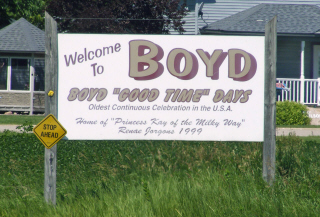 Welcome To BOYD
BOYD "GOOD TIME" DAYS
Oldest Continuous Celebration in the U.S.A.
Home of "Princess Kay of the Milky Way"
Renae Jorgons 1999
STOP
AHEAD